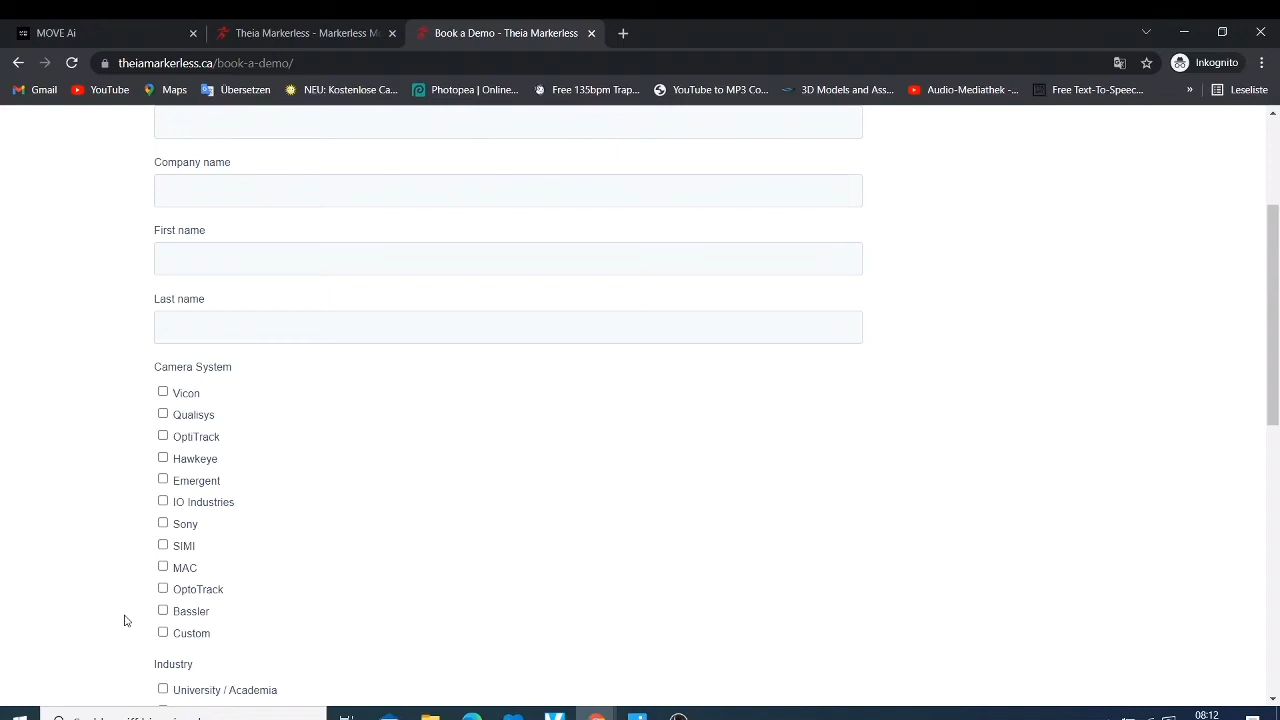 MOVE Ai
Theia Markerless - Markerless M
Book a Demo - Theia Markerless
theiamarkerless.ca/book-a-demo/
Inkognito
Gmail
YouTube
Maps
Übersetzen
NEU: Kostenlose Ca...
Photopea | Online...
Free 135bpm Trap...
YouTube to MP3 Co...
3D Models and Ass...
Audio-Mediathek -...
Free Text-To-Speec...
»
Leseliste
Company name
First name
Last name
Camera System
Vicon
Qualisys
OptiTrack
Hawkeye
Emergent
IO Industries
Sony
SIMI
MAC
OptoTrack
Bassler
Custom
Industry
University / Academia
08:12